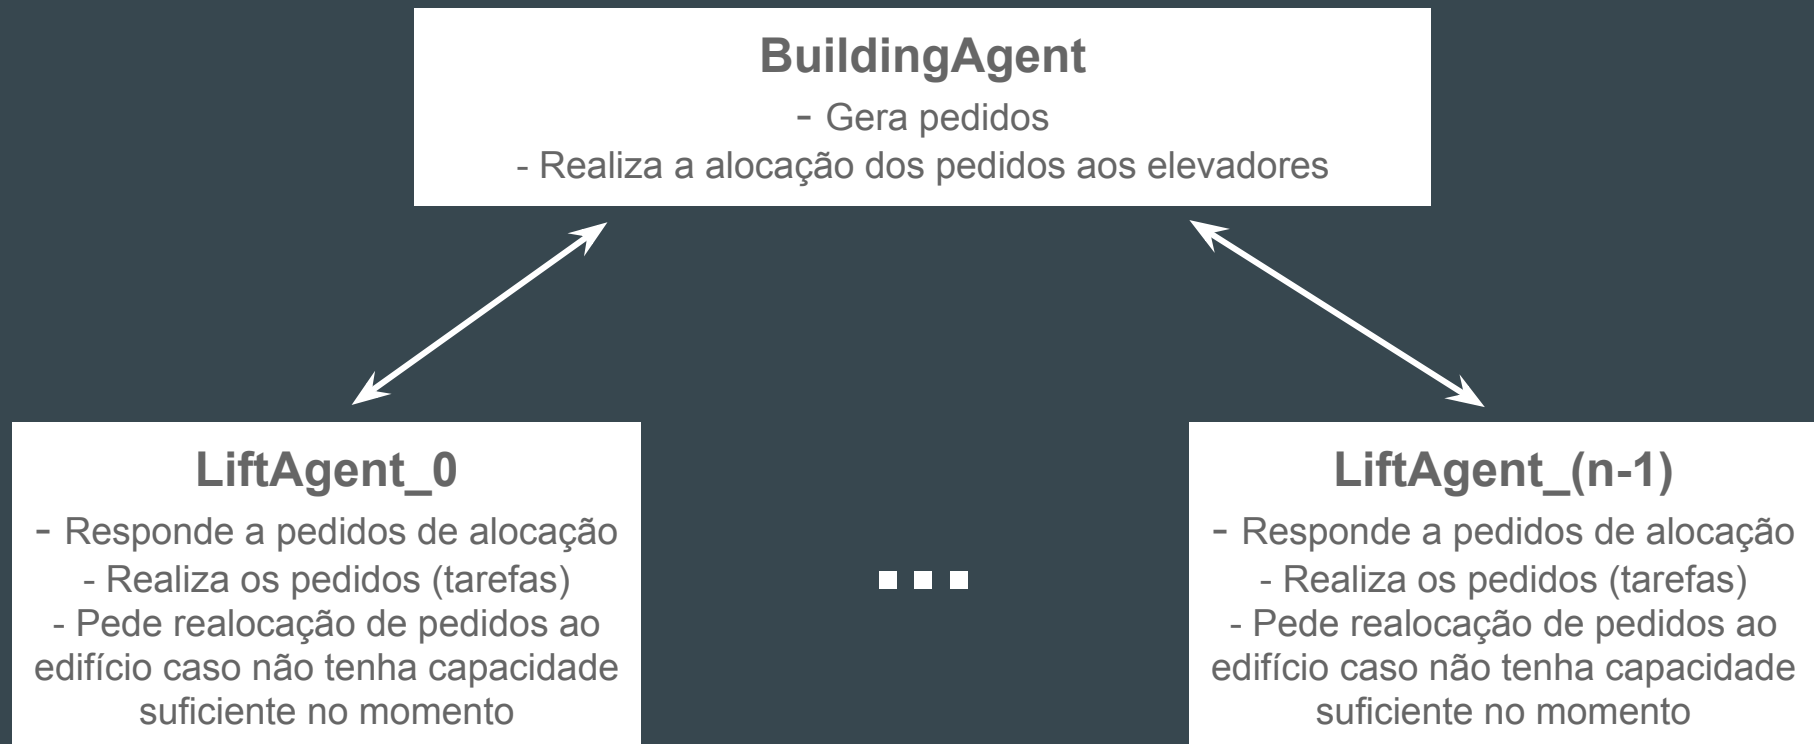 BuildingAgent
- Gera pedidos
- Realiza a alocação dos pedidos aos elevadores
LiftAgent_0
- Responde a pedidos de alocação
- Realiza os pedidos (tarefas)
- Pede realocação de pedidos ao
edifício caso não tenha capacidade
suficiente no momento
...
LiftAgent_(n-1)
- Responde a pedidos de alocação
- Realiza os pedidos (tarefas)
- Pede realocação de pedidos ao
edifício caso não tenha capacidade
suficiente no momento